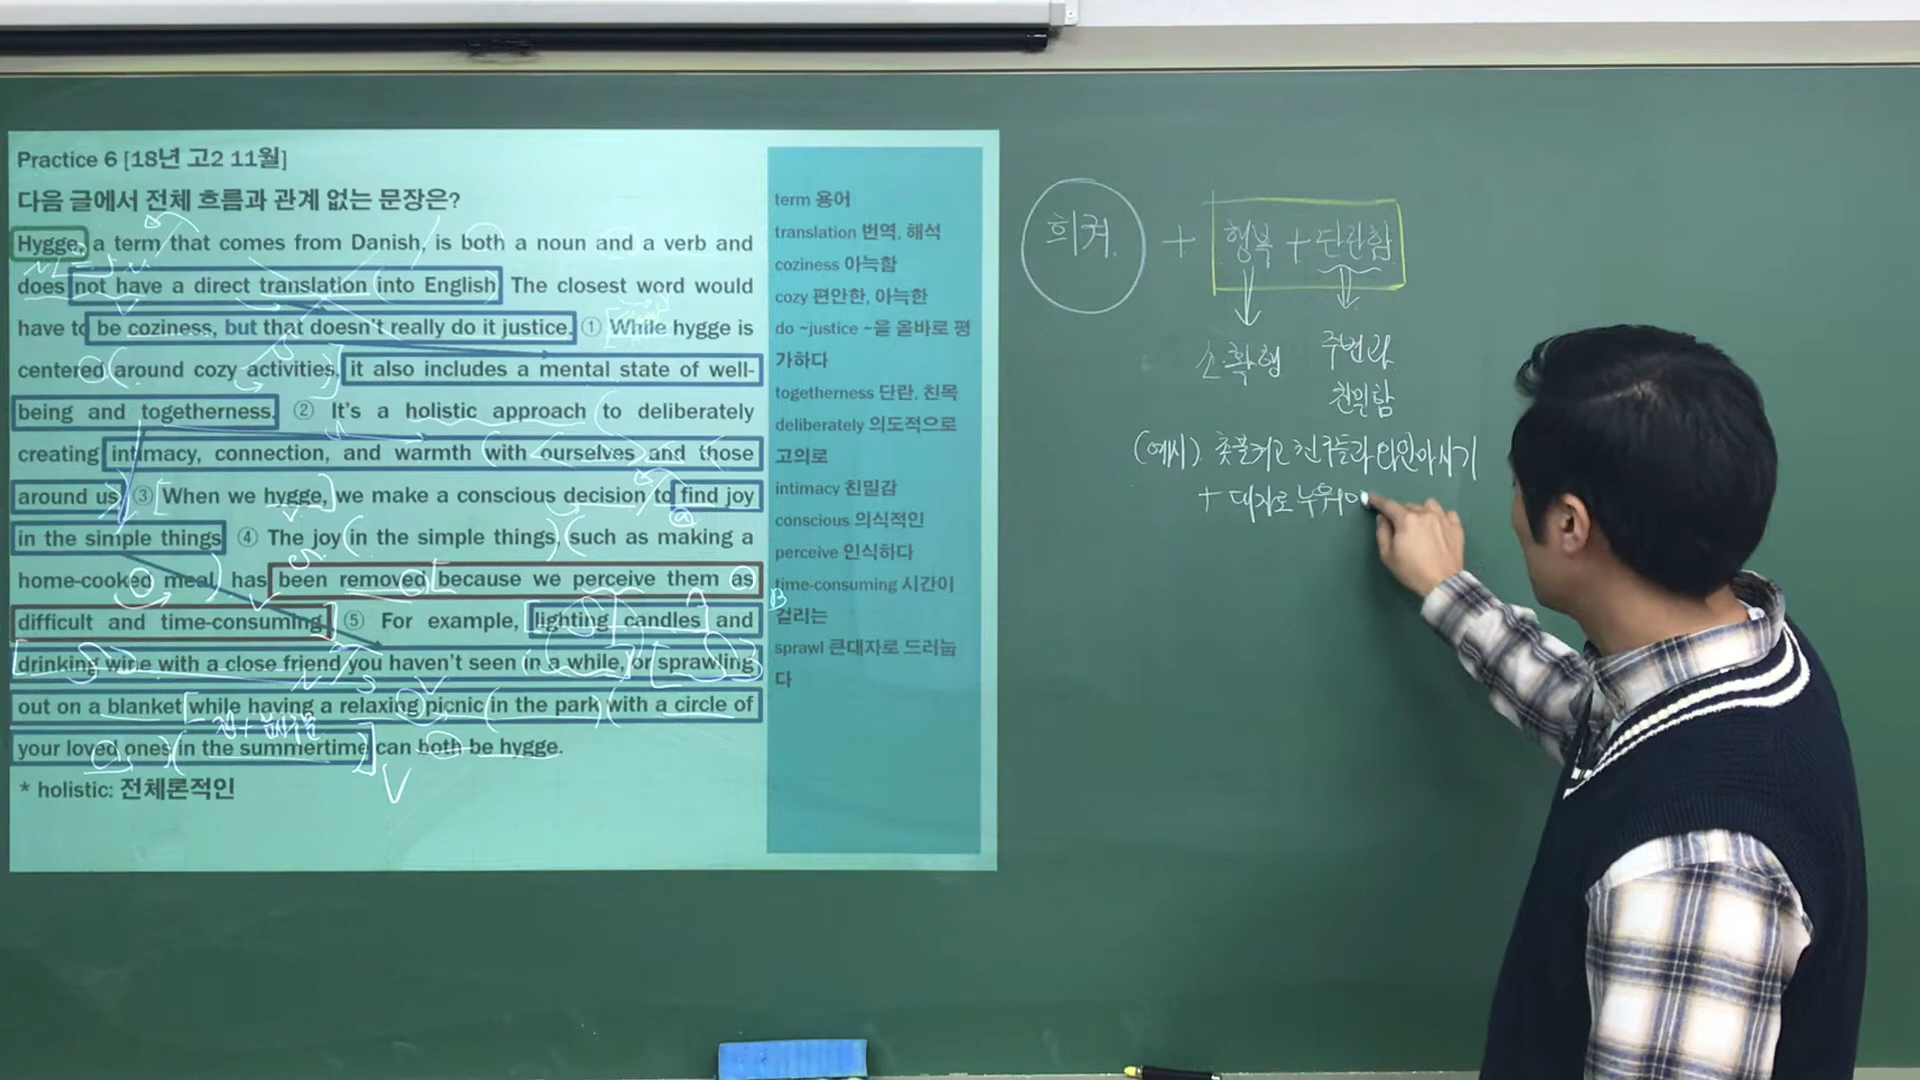 Practice 6 [18년 고2 11월]
다음 글에서 전체 흐름과 관계 없는 문장은?
Hygge, a term that comes from Danish, is both a noun and a verb and
does not have a direct translation into English. The closest word would
have to be coziness, but that doesn't really do it justice. ① While hygge is
centered around cozy activities, it also includes a mental state of well-
being and togetherness. ② It's a holistic approach to deliberately
creating intimacy, connection, and warmth with ourselves and those
around us. ③ When we hygge, we make a conscious decision to find joy
in the simple things. ④ The joy in the simple things, such as making a
home-cooked meal, has been removed because we perceive them as
difficult and time-consuming. ⑤ For example, lighting candles and
drinking wine with a close friend you haven't seen in a while, or sprawling
out on a blanket while having a relaxing picnic in the park with a circle of
your loved ones in the summertime can both be hygge.
* holistic: 전체론적인
term 용어
translation 번역, 해석
coziness 아늑함
cozy 편안한, 아늑한
do ~justice ~을 올바로 평
가하다
togetherness 단란, 친목
deliberately 의도적으로
고의로
intimacy 친밀감
conscious 의식적인
perceive 인식하다
time-consuming 시간이
걸리는
sprawl 큰대자로 드러눕
다
희겨. + 행복 + 단란함
소확행
주변과
친밀함
(예시) 촛불켜고 친구들과 와인마시기
+ 대자로 누워